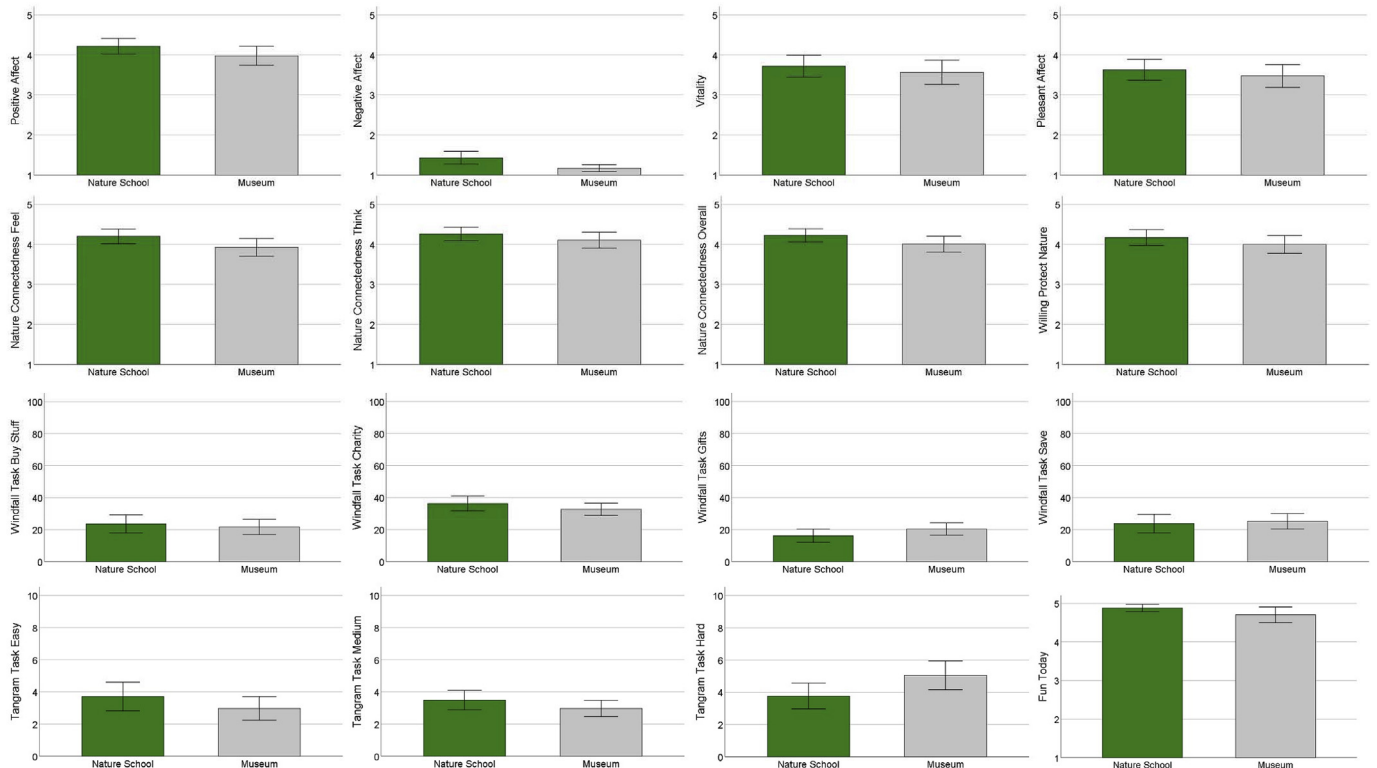 Positive Affect
5
4
3
2
1
Nature School Museum
Negative Affect
5
4
3
2
1
Nature School Museum
Vitality
5
4
3
2
1
Nature School Museum
Pleasant Affect
5
4
3
2
1
Nature School Museum
Nature Connectedness Feel
5
4
3
2
1
Nature School Museum
Nature Connectedness Think
5
4
3
2
1
Nature School Museum
Nature Connectedness Overall
5
4
3
2
1
Nature School Museum
Willing Protect Nature
5
4
3
2
1
Nature School Museum
Windfall Task Buy Stuff
100
80
60
40
20
0
Nature School Museum
Windfall Task Charity
100
80
60
40
20
0
Nature School Museum
Windfall Task Gifts
100
80
60
40
20
0
Nature School Museum
Windfall Task Save
100
80
60
40
20
0
Nature School Museum
Tangram Task Easy
10
8
6
4
2
0
Nature School Museum
Tangram Task Medium
10
8
6
4
2
0
Nature School Museum
Tangram Task Hard
10
8
6
4
2
0
Nature School Museum
Fun Today
5
4
3
2
1
Nature School Museum